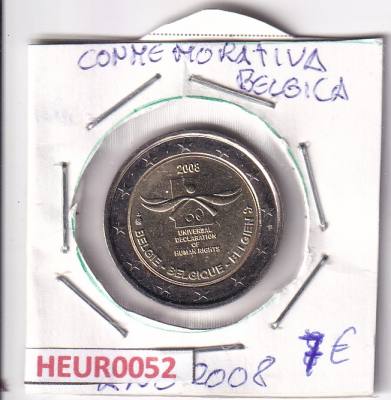 CONMEMORATIVA
BELGICA
2008
60
UNIVERSAL
DECLARATION
OF
HUMAN RIGHTS
BELGIE - BELGIQUE - BELGIEN
HEUR0052
AÑO 2008 7€